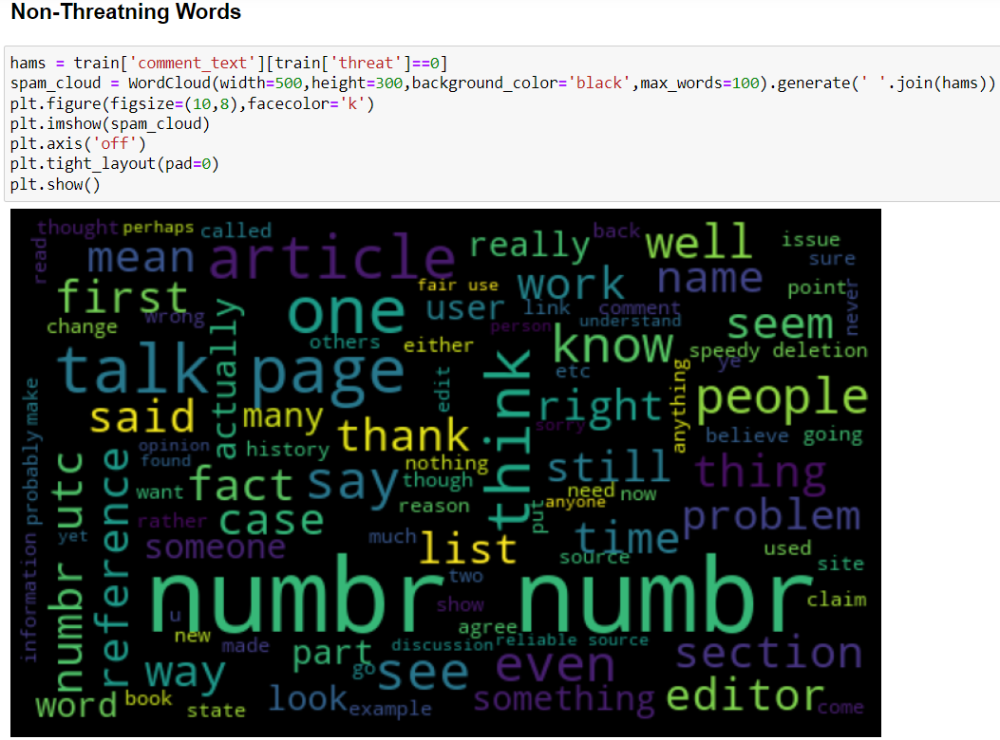 Non-Threatning Words
hams = train['comment_text'][train['threat']==0]
spam_cloud = WordCloud(width=500,height=300,background_color='black',max_words=100).generate(' '.join(hams))
plt.figure(figsize=(10,8),facecolor='k')
plt.imshow(spam_cloud)
plt.axis('off')
plt.tight_layout(pad=0)
plt.show()
thought perhaps called back
read mean article really well issue
sure
first fair use work name point
wrong one user link comment never
change actually others person understand seem
either know speedy deletion
talk page etc ye
edit think right anything people
said many thank sorry
opinion history believe going
found nothing still thing
probably make
numbr utc reference want fact say though need now
reason put anyone
rather case problem
yet much list time used
someone source site
information numbr numbr
two
show claim
u
new made agree
part discussion reliable source section
go see even
way
word book state look example something editor come